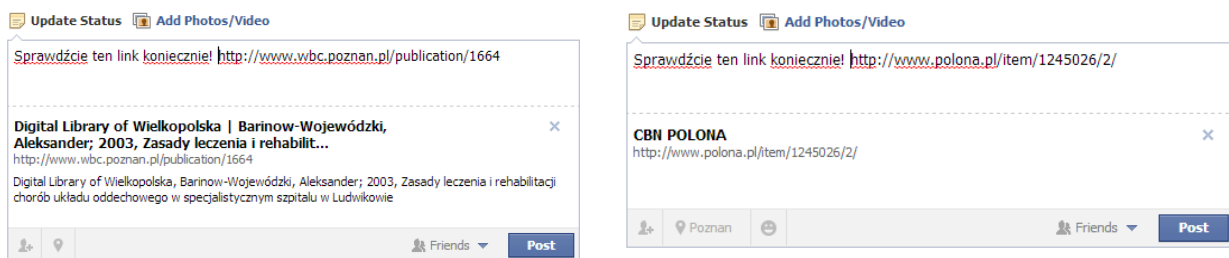 Update Status Add Photos/Video
Sprawdźcie ten link koniecznie! http://www.wbc.poznan.pl/publication/1664
Digital Library of Wielkopolska | Barinow-Wojewódzki,
Aleksander; 2003, Zasady leczenia i rehabilit...
http://www.wbc.poznan.pl/publication/1664
Digital Library of Wielkopolska, Barinow-Wojewódzki, Aleksander; 2003, Zasady leczenia i rehabilitacji
chorób układu oddechowego w specjalistycznym szpitalu w Ludwikowie
Friends Post
Update Status Add Photos/Video
Sprawdźcie ten link koniecznie! http://www.polona.pl/item/1245026/2/
CBN POLONA
http://www.polona.pl/item/1245026/2/
Poznan Friends Post